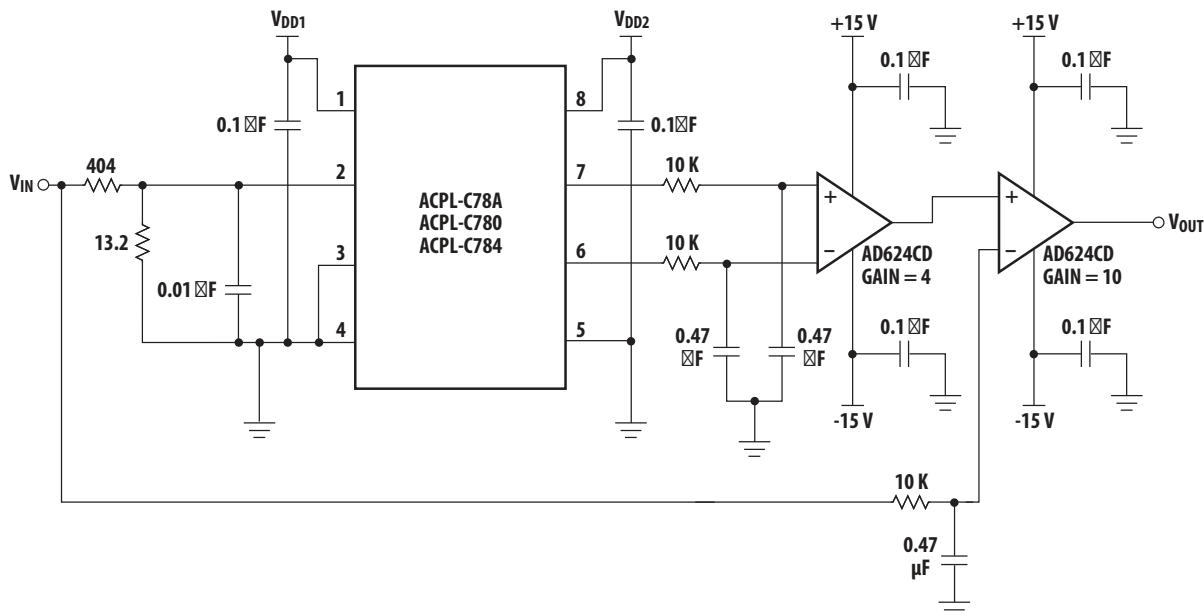 VDD1
VDD2
+15 V
+15 V
0.1 F
0.1 F
1
8
0.1 F
0.1 F
404
10 K
VIN
2
7
ACPL-C78A
ACPL-C780
ACPL-C784
+
+
VOUT
13.2
10 K
3
6
−
−
AD624CD
GAIN = 4
AD624CD
GAIN = 10
0.01 F
4
5
0.47
F
0.47
F
0.1 F
0.1 F
-15 V
-15 V
10 K
0.47
µF